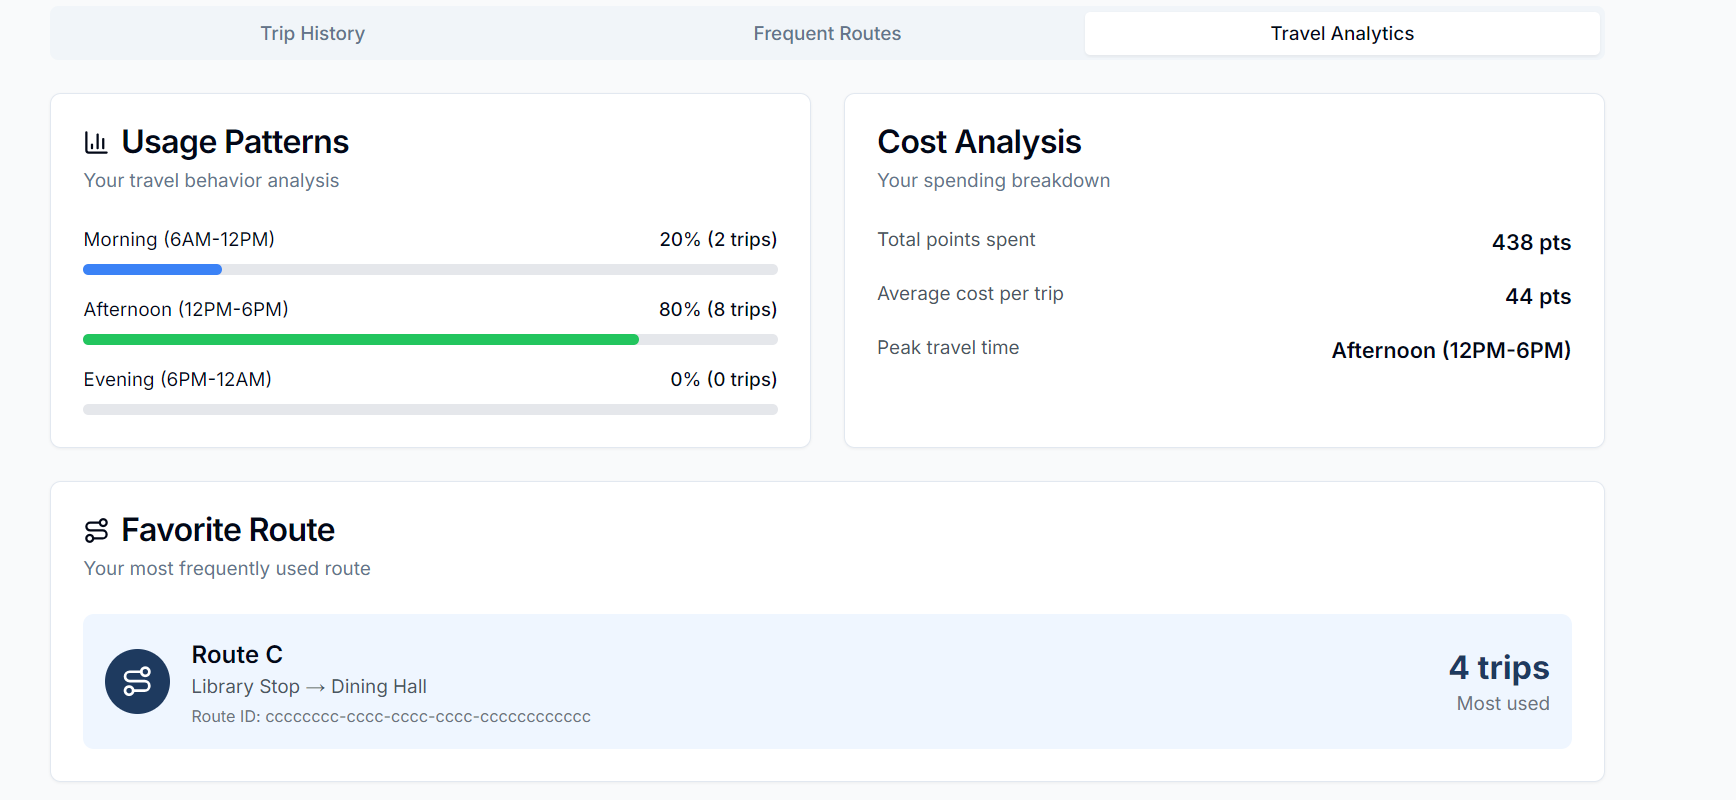 Trip History
Frequent Routes
Travel Analytics
Usage Patterns
Your travel behavior analysis
Morning (6AM-12PM) 20% (2 trips)
Afternoon (12PM-6PM) 80% (8 trips)
Evening (6PM-12AM) 0% (0 trips)
Cost Analysis
Your spending breakdown
Total points spent 438 pts
Average cost per trip 44 pts
Peak travel time Afternoon (12PM-6PM)
Favorite Route
Your most frequently used route
Route C
Library Stop → Dining Hall
Route ID: cccccccc-cccc-cccc-cccc-cccccccccccc
4 trips
Most used